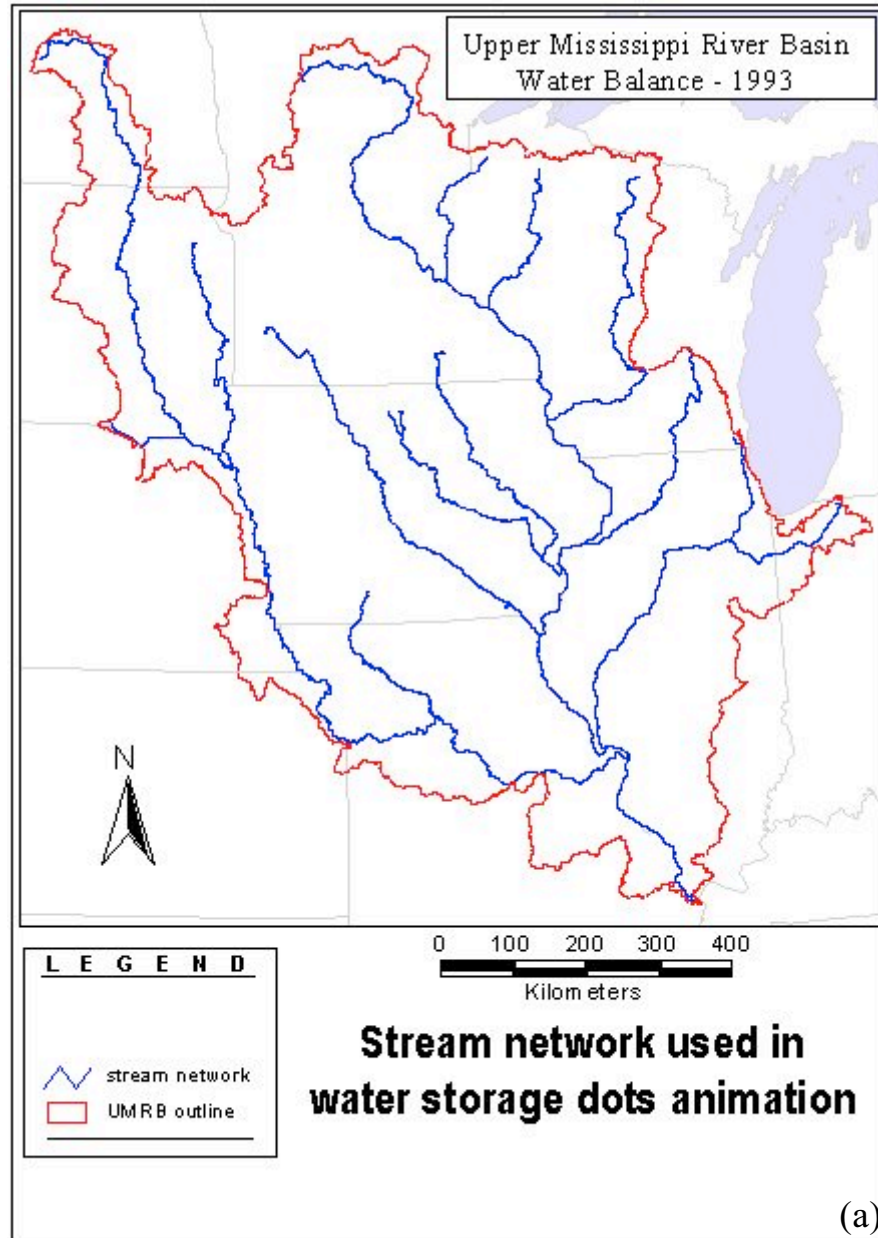 Upper Mississippi River Basin
Water Balance - 1993
N
L E G E N D
stream network
UMRB outline
0 100 200 300 400
Kilometers
Stream network used in
water storage dots animation
(a)